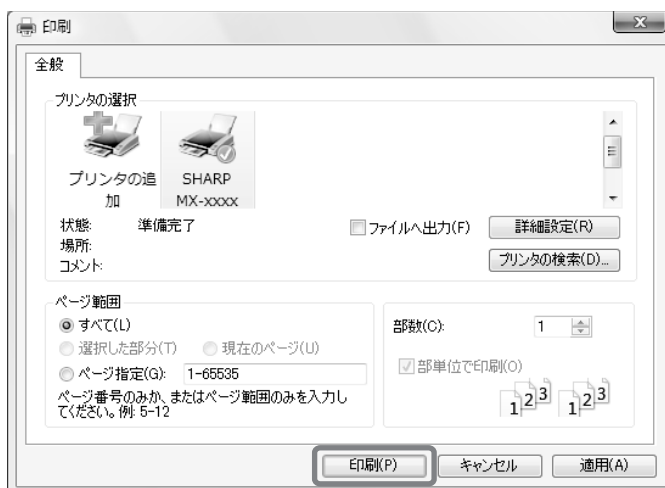 印刷
全般
プリンタの選択
プリンタの追加
SHARP
MX-xxxx
状態: 準備完了
場所:
コメント:
ファイルへ出力(F)
詳細設定(R)
プリンタの検索(D)...
ページ範囲
すべて(L)
選択した部分(T) 現在のページ(U)
ページ指定(G): 1-65535
ページ番号のみか、またはページ範囲のみを入力し
てください。例: 5-12
部数(C): 1
部単位で印刷(O)
1 2 3 1 2 3
印刷(P) キャンセル 適用(A)